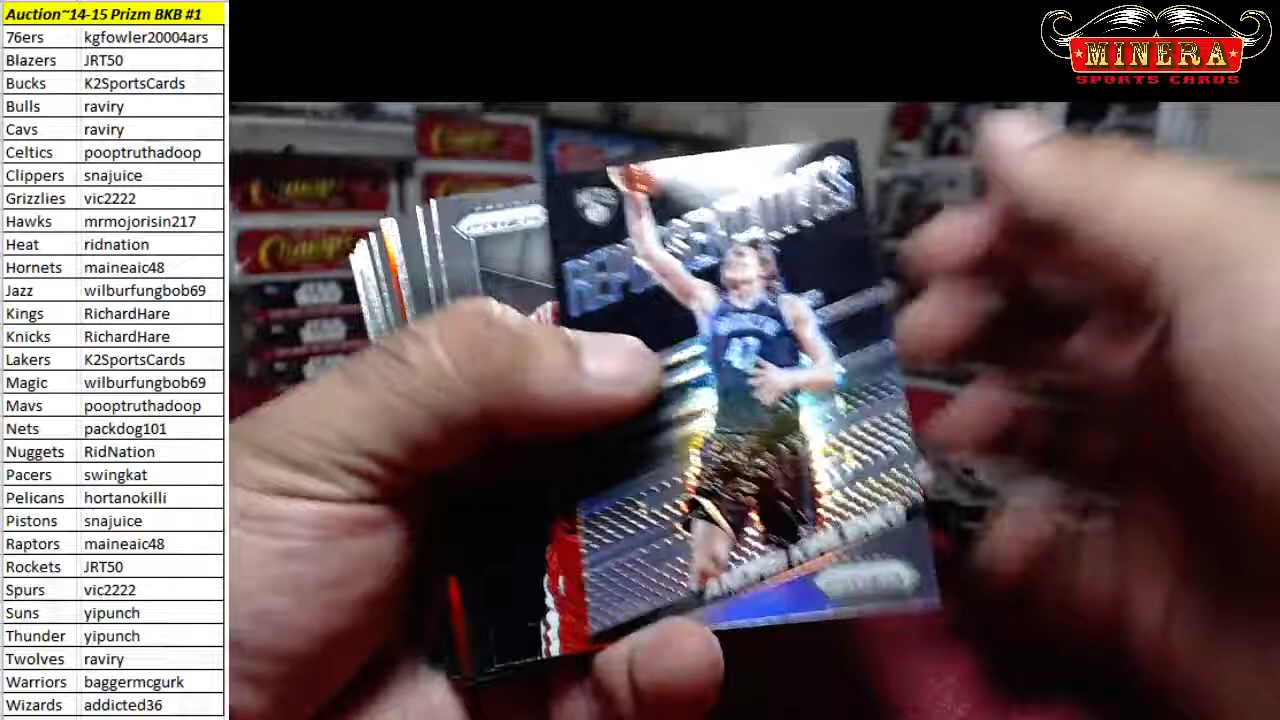 Auction~14-15 Prizm BKB #1
76ers kgfowler20004ars
Blazers JRT50
Bucks K2SportsCards
Bulls raviry
Cavs raviry
Celtics pooptruthadoop
Clippers snajuice
Grizzlies vic2222
Hawks mrmojorisin217
Heat ridnation
Hornets maineaic48
Jazz wilburfungbob69
Kings RichardHare
Knicks RichardHare
Lakers K2SportsCards
Magic wilburfungbob69
Mavs pooptruthadoop
Nets packdog101
Nuggets RidNation
Pacers swingkat
Pelicans hortanokilli
Pistons snajuice
Raptors maineaic48
Rockets JRT50
Spurs vic2222
Suns yipunch
Thunder yipunch
Twolves raviry
Warriors baggermcgurk
Wizards addicted36
MINERA
SPORTS CARDS
PRIZM